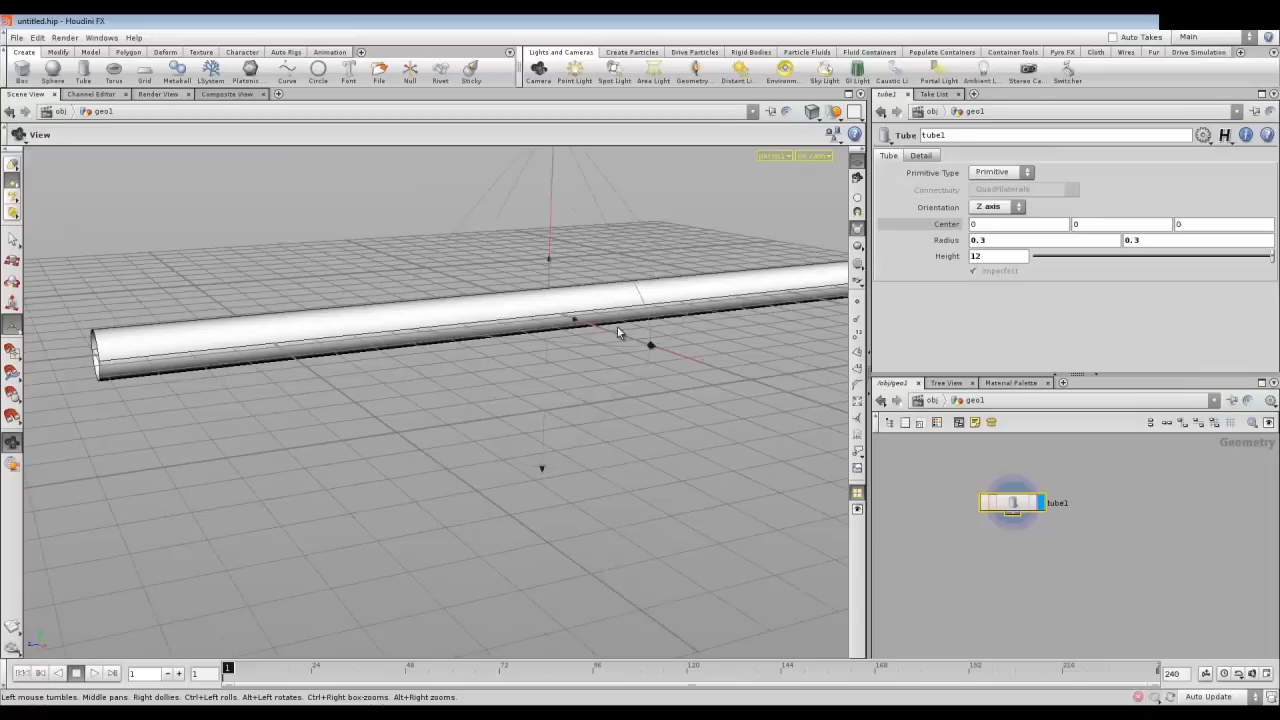 untitled.hip - Houdini FX
File Edit Render Windows Help
Auto Takes Main
Create Modify Model Polygon Deform Texture Character Auto Rigs Animation
Lights and Cameras Create Particles Drive Particles Rigid Bodies Particle Fluids Fluid Containers Populate Containers Container Tools Pyro FX Cloth Wires Fur Drive Simulation
Box Sphere Tube Torus Grid Metaball LSystem Platonic ... Curve Circle Font File Null Rivet Sticky
Camera Point Light Spot Light Area Light Geometry... Distant Li... Environm... Sky Light GI Light Caustic Li... Portal Light Ambient L... Stereo Ca... Switcher
Scene View Channel Editor Render View Composite View
tube1 Take List
obj geo1
obj geo1
View
Tube tube1
Tube Detail
Primitive Type Primitive
Connectivity Quadrilaterals
Orientation Z axis
Center 0 0 0
Radius 0.3 0.3
Height 12
Imperfect
/obj/geo1 Tree View Material Palette
obj geo1
Geometry
tube1
1 1 1 24 48 72 96 120 144 168 192 216 240
Left mouse tumbles. Middle pans. Right dollies. Ctrl+Left rolls. Alt+Left rotates. Ctrl+Right box-zooms. Alt+Right zooms.
Auto Update